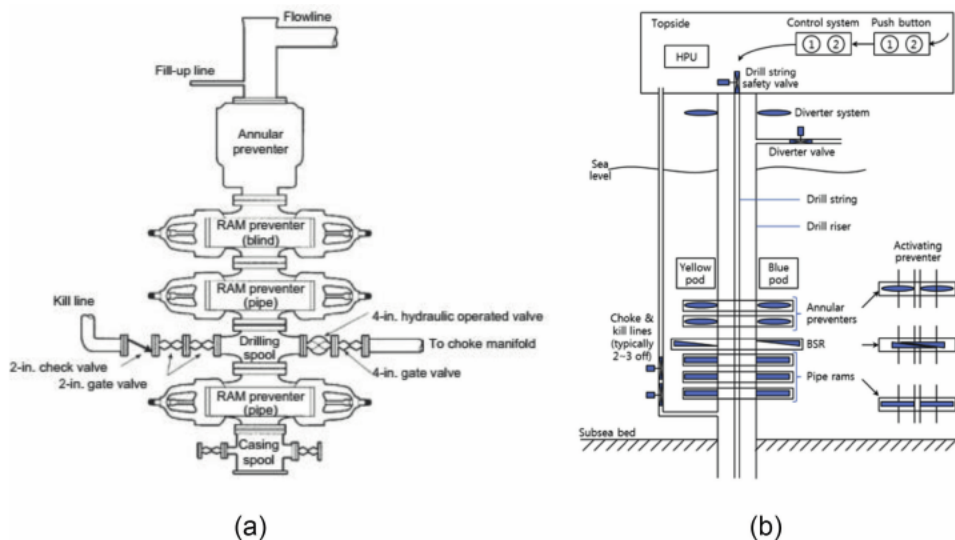 Flowline
Fill-up line
Annular
preventer
RAM preventer
(blind)
RAM preventer
(pipe)
Kill line
4-in. hydraulic operated valve
Drilling
spool
To choke manifold
2-in. check valve
2-in. gate valve
4-in. gate valve
RAM preventer
(pipe)
Casing
spool
(a)
Topside
Control system
Push button
1 2
1 2
HPU
Drill string
safety valve
Diverter system
Diverter valve
Sea
level
Drill string
Drill riser
Yellow
pod
Blue
pod
Activating
preventer
Choke &
kill lines
(typically
2~3 off)
Annular
preventers
BSR
Pipe rams
Subsea bed
(b)